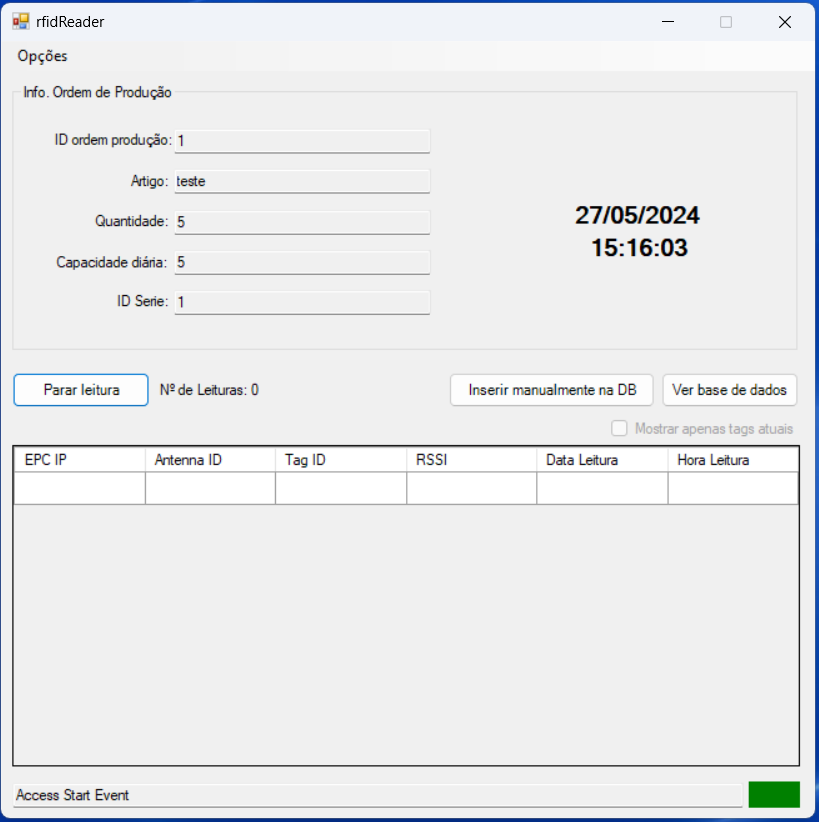 rfidReader
Opções
Info. Ordem de Produção
ID ordem produção: 1
Artigo: teste
Quantidade: 5
Capacidade diária: 5
ID Serie: 1
27/05/2024
15:16:03
Parar leitura Nº de Leituras: 0 Inserir manualmente na DB Ver base de dados
Mostrar apenas tags atuais
EPC IP Antenna ID Tag ID RSSI Data Leitura Hora Leitura
Access Start Event